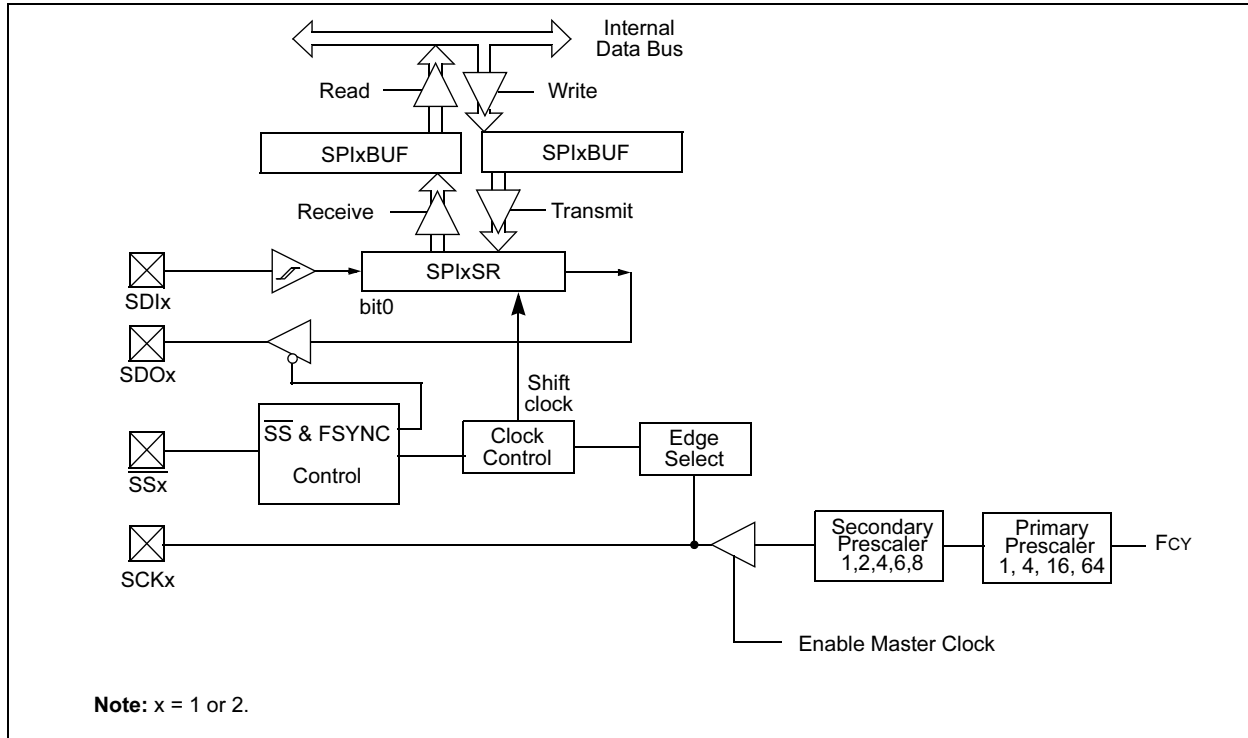 Internal
Data Bus
Read
Write
SPIxBUF
SPIxBUF
Receive
Transmit
SPIxSR
SDIx
bit0
SDOx
Shift
clock
SS & FSYNC
Control
Clock
Control
Edge
Select
SSx
Secondary
Prescaler
1,2,4,6,8
Primary
Prescaler
1, 4, 16, 64
FCY
SCKx
Enable Master Clock
Note: x = 1 or 2.